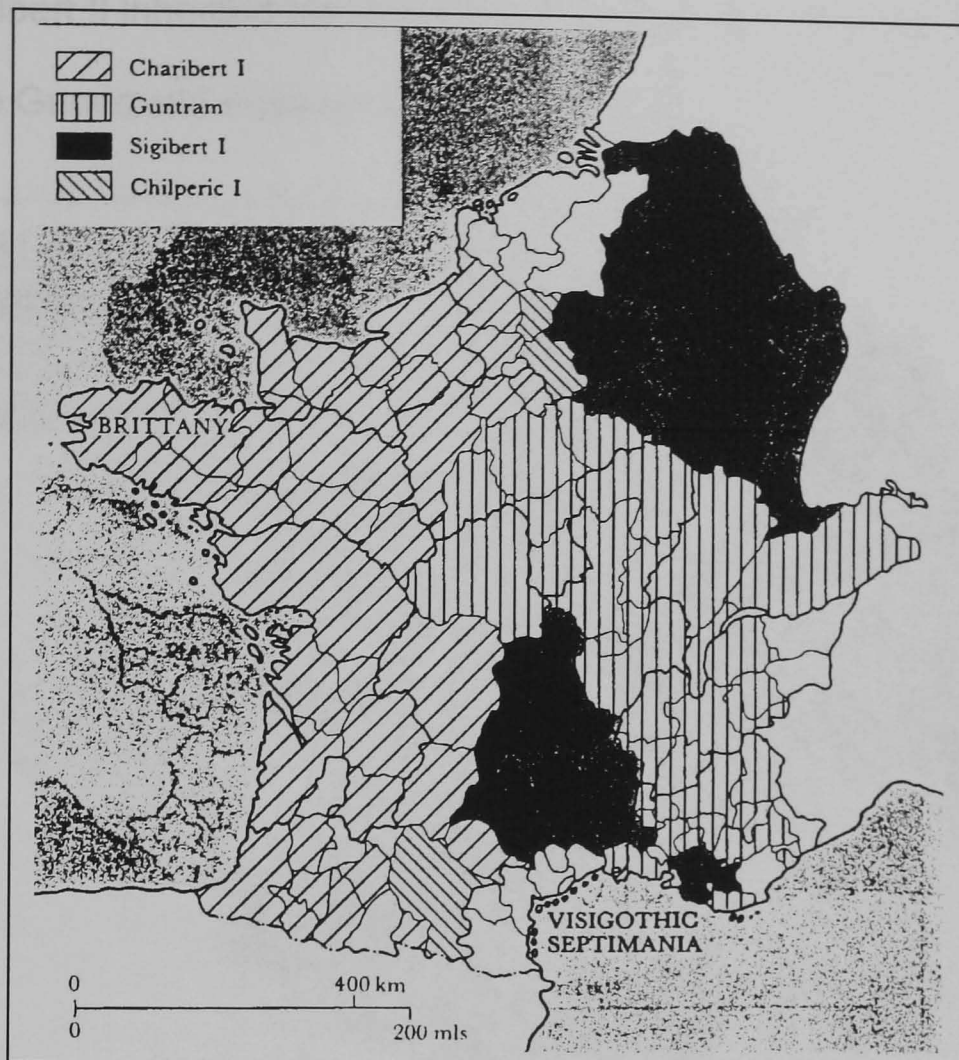 Charibert I
Guntram
Sigibert I
Chilperic I
BRITTANY
VISIGOTHIC
SEPTIMANIA
0 400 km
0 200 mls